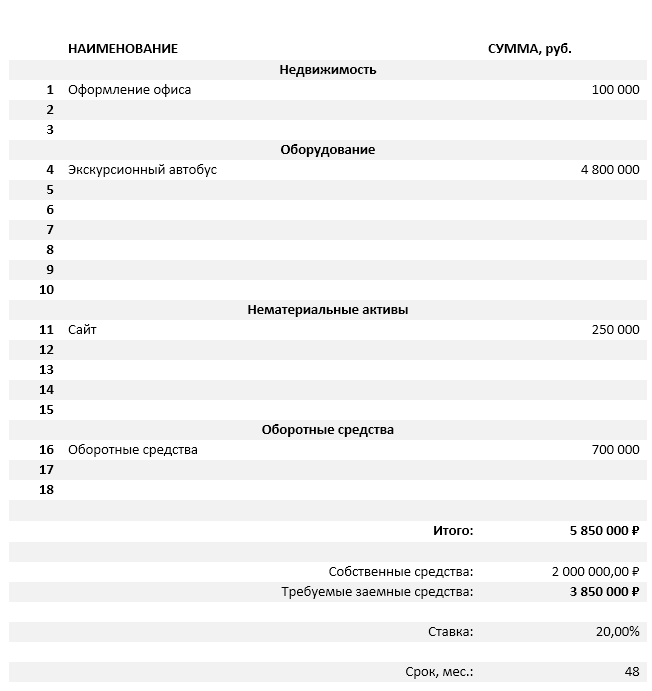 НАИМЕНОВАНИЕ СУММА, руб.
Недвижимость
1 Оформление офиса 100 000
2
3
Оборудование
4 Экскурсионный автобус 4 800 000
5
6
7
8
9
10
Нематериальные активы
11 Сайт 250 000
12
13
14
15
Оборотные средства
16 Оборотные средства 700 000
17
18
Итого: 5 850 000 ₽
Собственные средства: 2 000 000,00 ₽
Требуемые заемные средства: 3 850 000 ₽
Ставка: 20,00%
Срок, мес.: 48